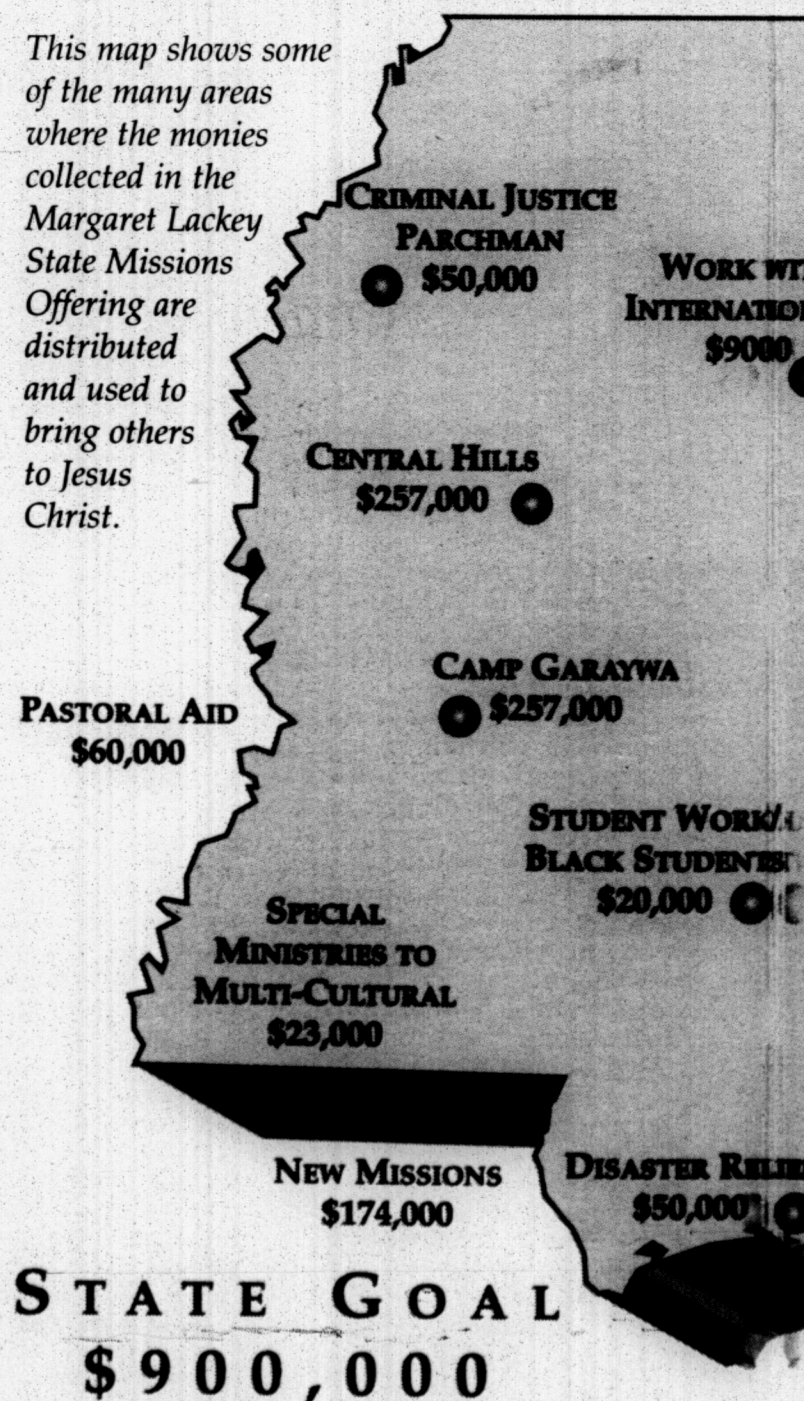 This map shows some
of the many areas
where the monies
collected in the
Margaret Lackey
State Missions
Offering are
distributed
and used to
bring others
to Jesus
Christ.
CRIMINAL JUSTICE
PARCHMAN
$50,000
WORK
$9000
CENTRAL HILLS
$257,000
CAMP GARAYWA
$257,000
PASTORAL AID
$60,000
STUDENT WORK/
BLACK STUDENTS
$20,000
SPECIAL
MINISTRIES TO
MULTI-CULTURAL
$23,000
NEW MISSIONS
$174,000
DISASTER
$50,000
STATE GOAL
$900,000